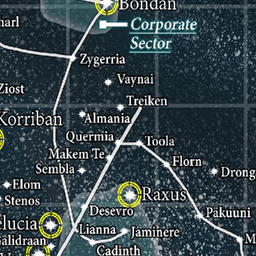 Bondan
Corporate
Sector
Zygerria
Ziost
Vaynai
Treiken
Almania
Korriban
Quermia
Toola
Makem Te
Florn
Sembla
Elom
Stenos
Raxus
Desevro
Pakuuni
Lianna
Jaminere
Cadinth